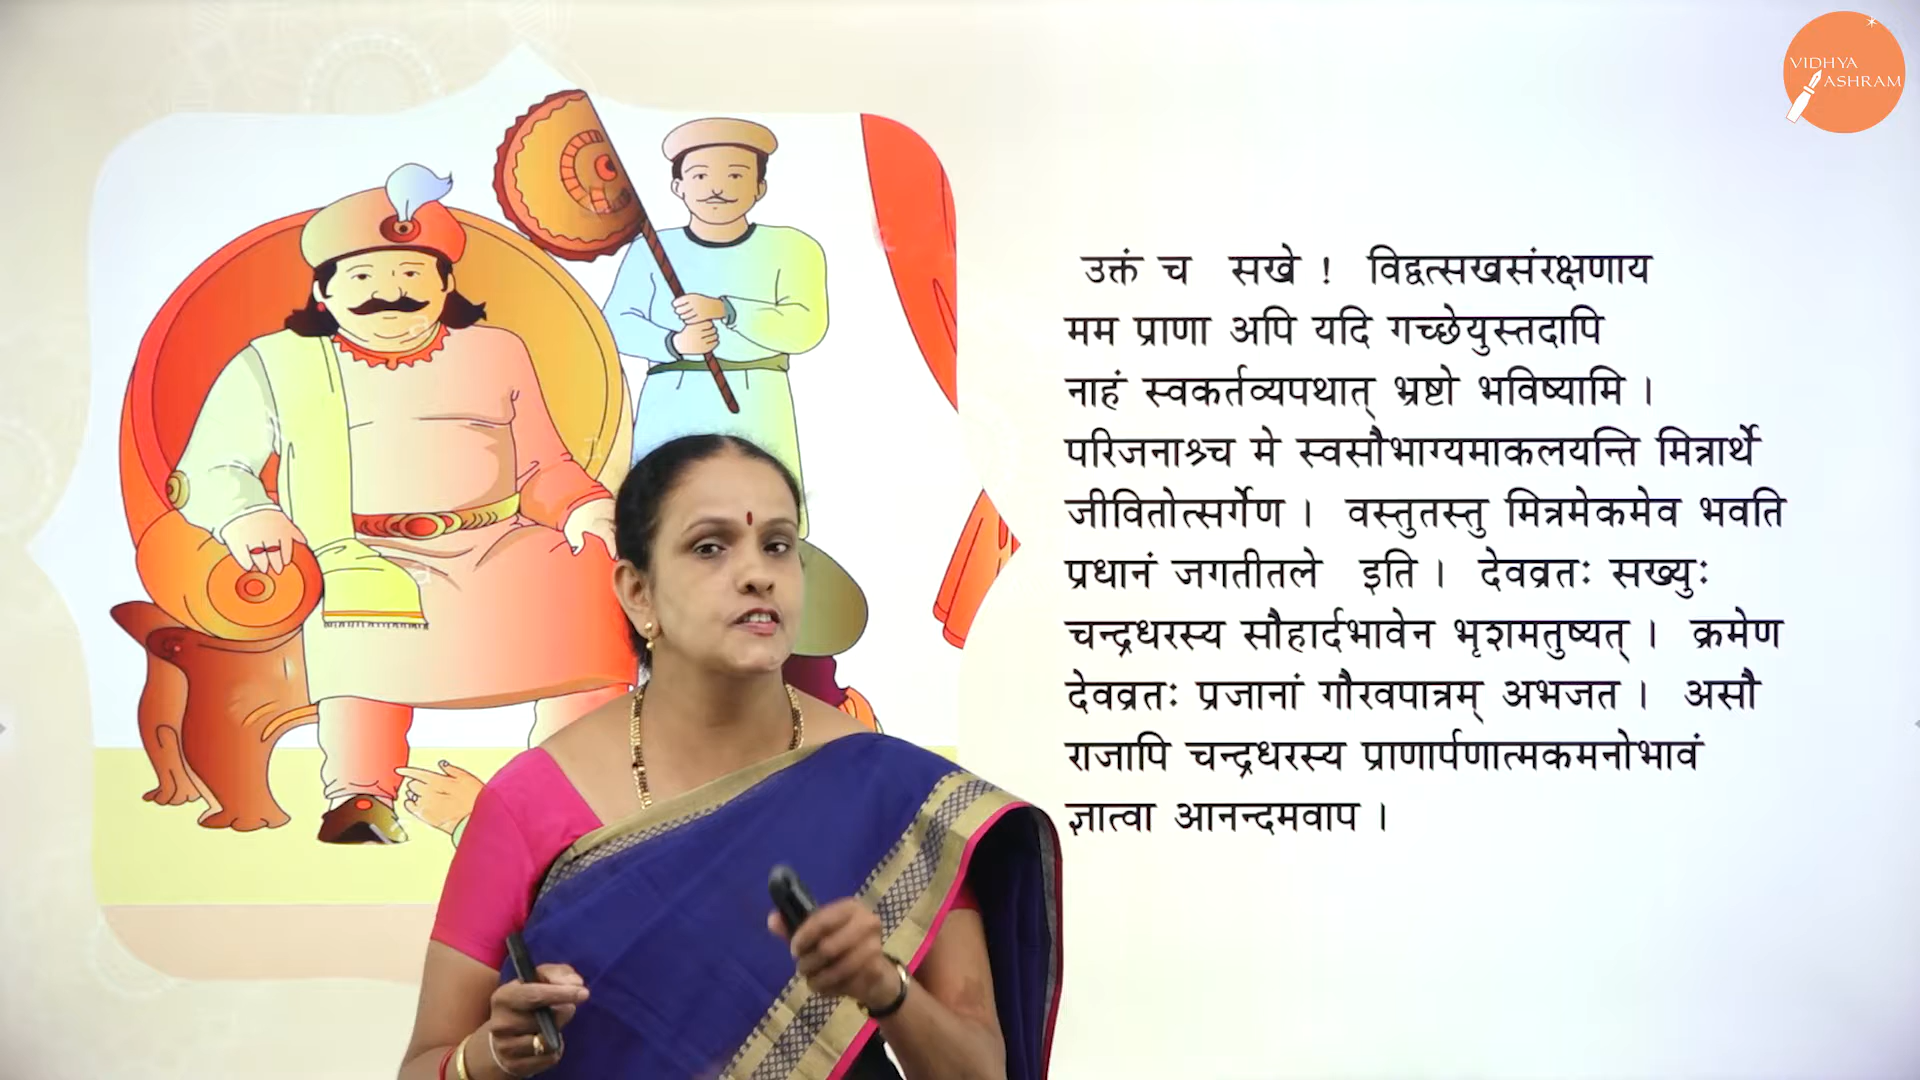 VIDHYA
ASHRAM
उक्तं च सखे ! विद्वत्सखसंरक्षणाय
मम प्राणा अपि यदि गच्छेयुस्तदापि
नाहं स्वकर्तव्यपथात् भ्रष्टो भविष्यामि ।
परिजनाश्र्च मे स्वसौभाग्यमाकलयन्ति मित्रार्थे
जीवितोत्सर्गेण । वस्तुतस्तु मित्रमेकमेव भवति
प्रधानं जगतीतले इति । देवव्रतः सख्युः
चन्द्रधरस्य सौहार्दभावेन भृशमतुष्यत् । क्रमेण
देवव्रतः प्रजानां गौरवपात्रम् अभजत । असौ
राजापि चन्द्रधरस्य प्राणार्पणात्मकमनोभावं
ज्ञात्वा आनन्दमवाप ।